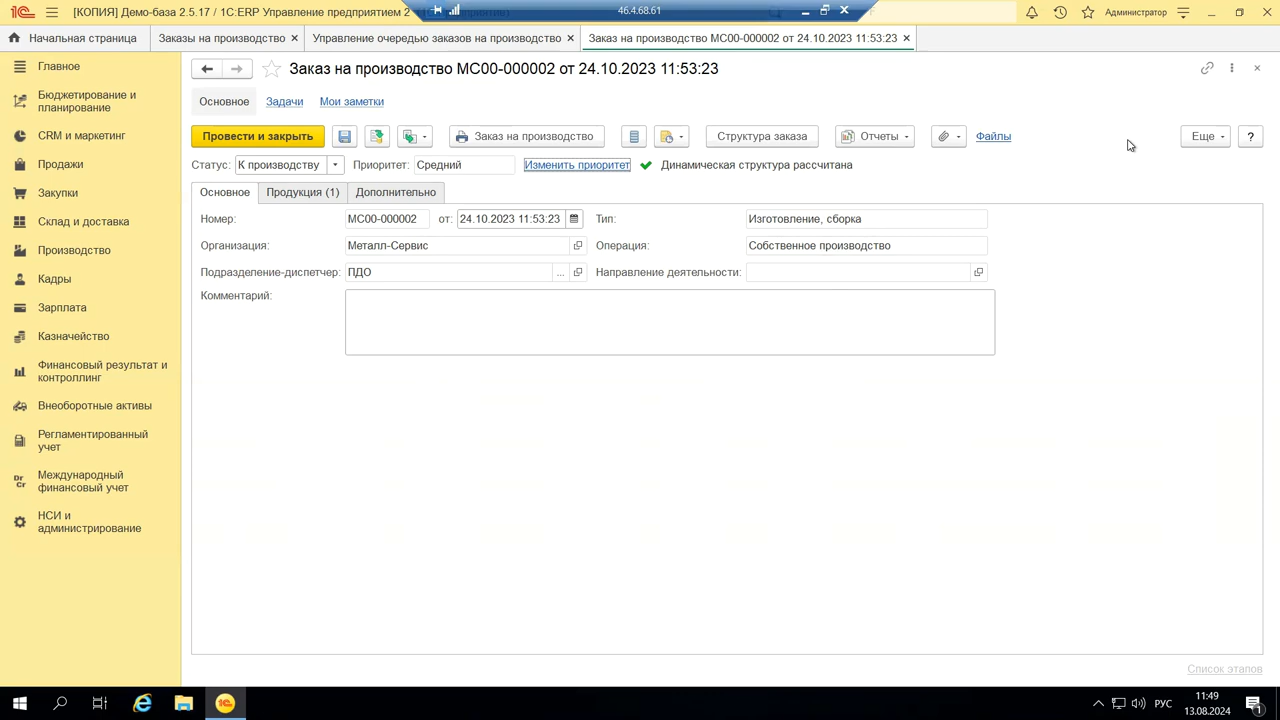 [КОПИЯ] Демо-база 2.5.17 / 1С:ERP Управление предприятием 2
46.4.68.61
Администратор
Начальная страница
Заказы на производство
Управление очередью заказов на производство
Заказ на производство МС00-000002 от 24.10.2023 11:53:23
Главное
Бюджетирование и
планирование
CRM и маркетинг
Продажи
Закупки
Склад и доставка
Производство
Кадры
Зарплата
Казначейство
Финансовый результат и
контроллинг
Внеоборотные активы
Регламентированный
учет
Dr
Cr
Международный
финансовый учет
НСИ и
администрирование
Заказ на производство МС00-000002 от 24.10.2023 11:53:23
Основное Задачи Мои заметки
Провести и закрыть Заказ на производство Структура заказа Отчеты Файлы Еще ?
Статус: К производству Приоритет: Средний Изменить приоритет Динамическая структура рассчитана
Основное Продукция (1) Дополнительно
Номер: МС00-000002 от: 24.10.2023 11:53:23 Тип: Изготовление, сборка
Организация: Металл-Сервис Операция: Собственное производство
Подразделение-диспетчер: ПДО ... Направление деятельности:
Комментарий:
Список этапов
РУС
11:49
13.08.2024
1